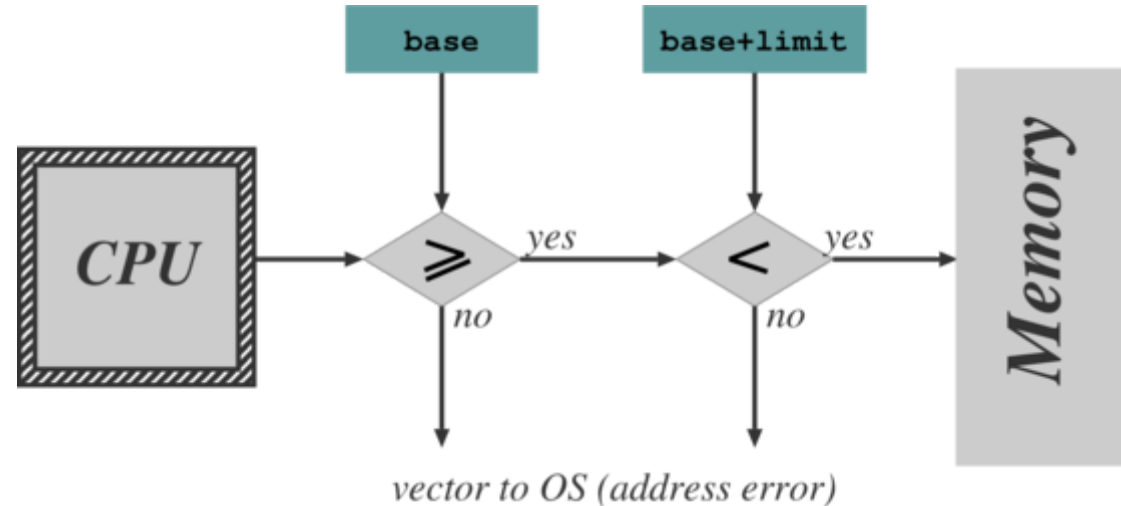 base
base+limit
CPU
≥
yes
<
yes
Memory
no
no
vector to OS (address error)